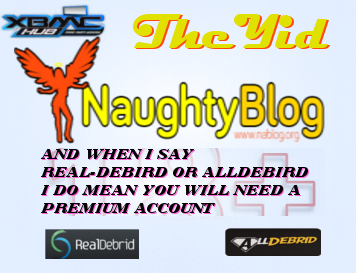 XBMC
HUB
TheYid
NaughtyBlog
www.nablog.org
AND WHEN I SAY
REAL-DEBIRD OR ALLDEBIRD
I DO MEAN YOU WILL NEED A
PREMIUM ACCOUNT
RealDebrid
ALLDEBRID